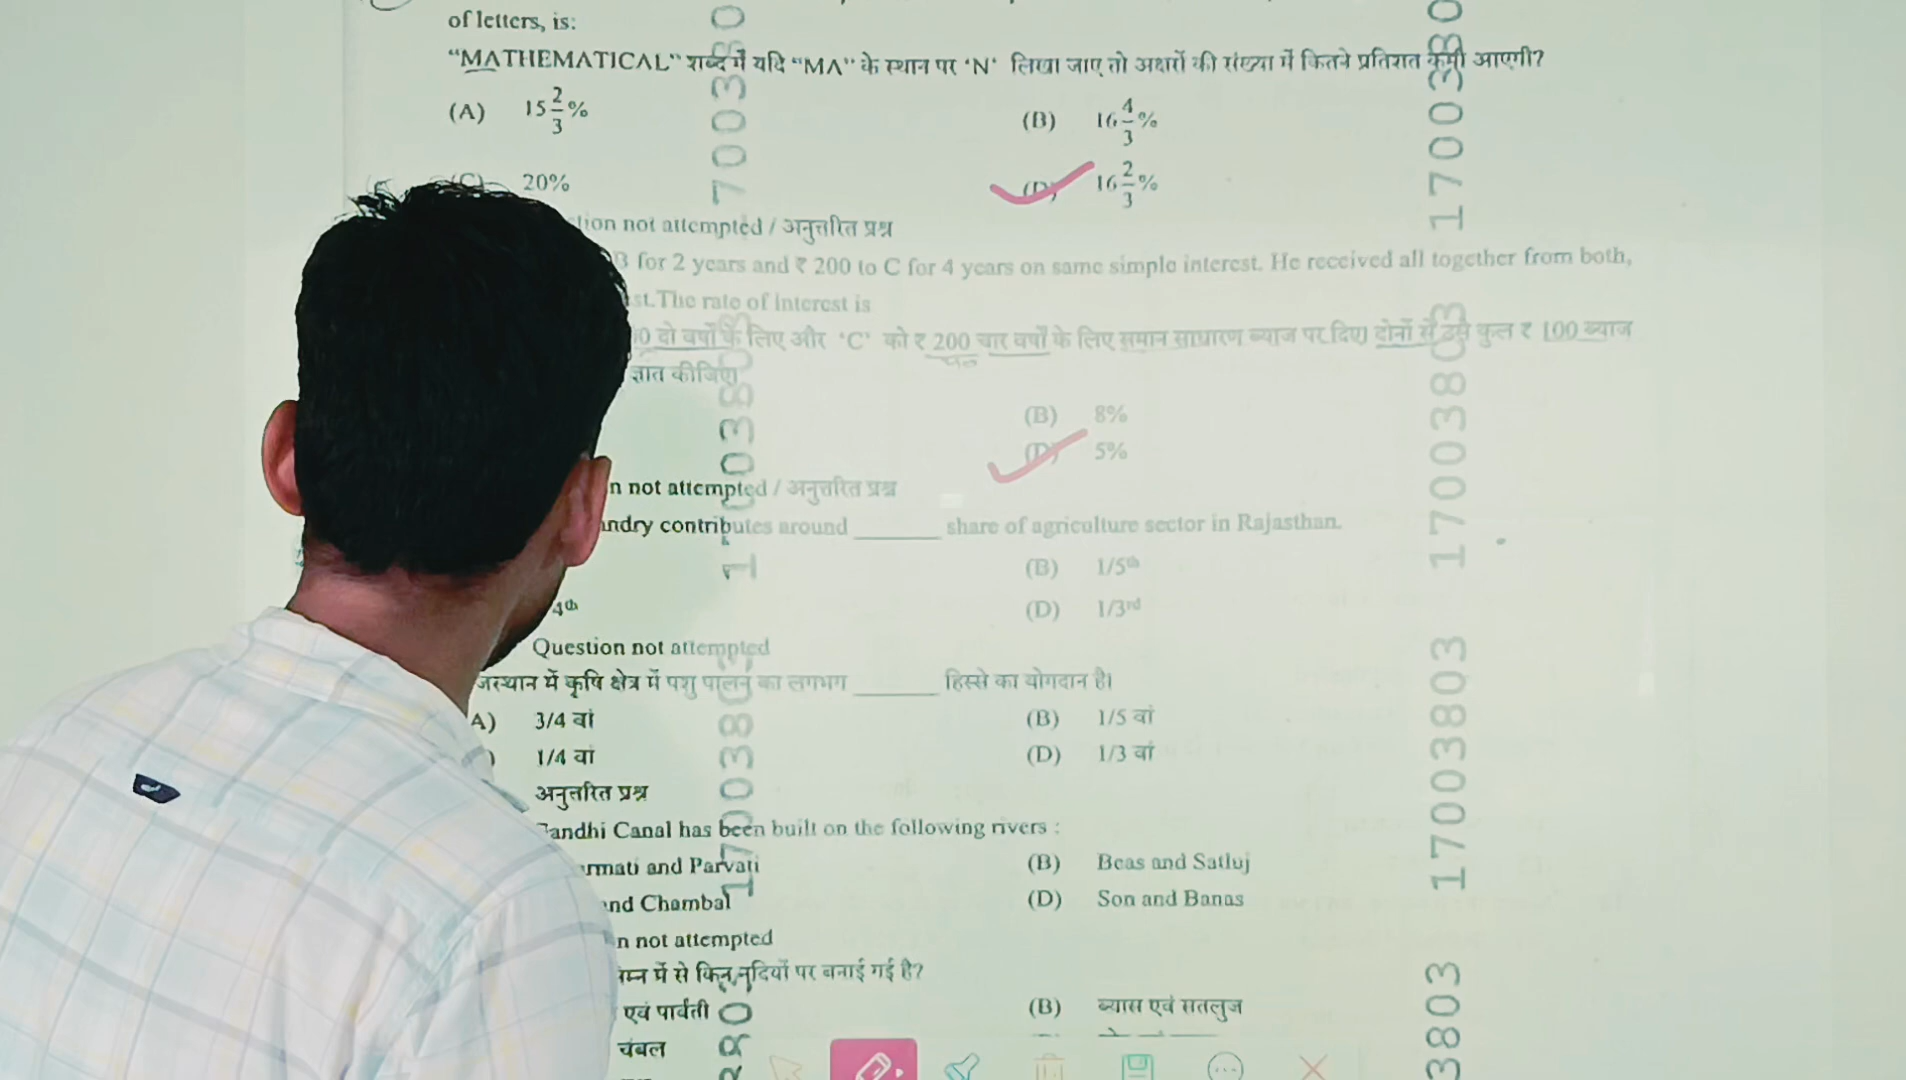 of letters, is:
“MATHEMATICAL” शब्द में यदि “MA” के स्थान पर ‘N’ लिखा जाए तो अक्षरों की संख्या में कितने प्रतिशत कमी आएगी?
(A) 15 2/3 %
(B) 16 4/3 %
(C) 20%
(D) 16 2/3 %
tion not attempted / अनुत्तरित प्रश्न
B for 2 years and ₹ 200 to C for 4 years on same simple interest. He received all together from both,
st. The rate of interest is
0 दो वर्षों के लिए और ‘C’ को ₹ 200 चार वर्षों के लिए समान साधारण ब्याज पर दिए। दोनों से उसे कुल ₹ 100 ब्याज
ज्ञात कीजिए।
(B) 8%
(D) 5%
n not attempted / अनुत्तरित प्रश्न
andry contributes around _______ share of agriculture sector in Rajasthan.
(B) 1/5th
4th
(D) 1/3rd
Question not attempted
जस्थान में कृषि क्षेत्र में पशु पालन का लगभग _______ हिस्से का योगदान है।
A) 3/4 वां
(B) 1/5 वां
) 1/4 वां
(D) 1/3 वां
अनुत्तरित प्रश्न
Gandhi Canal has been built on the following rivers :
rmati and Parvati
(B) Beas and Satluj
and Chambal
(D) Son and Banas
n not attempted
म्न में से किन नदियों पर बनाई गई है?
एवं पार्वती
(B) ब्यास एवं सतलुज
चंबल
17003803
17003803
17003803